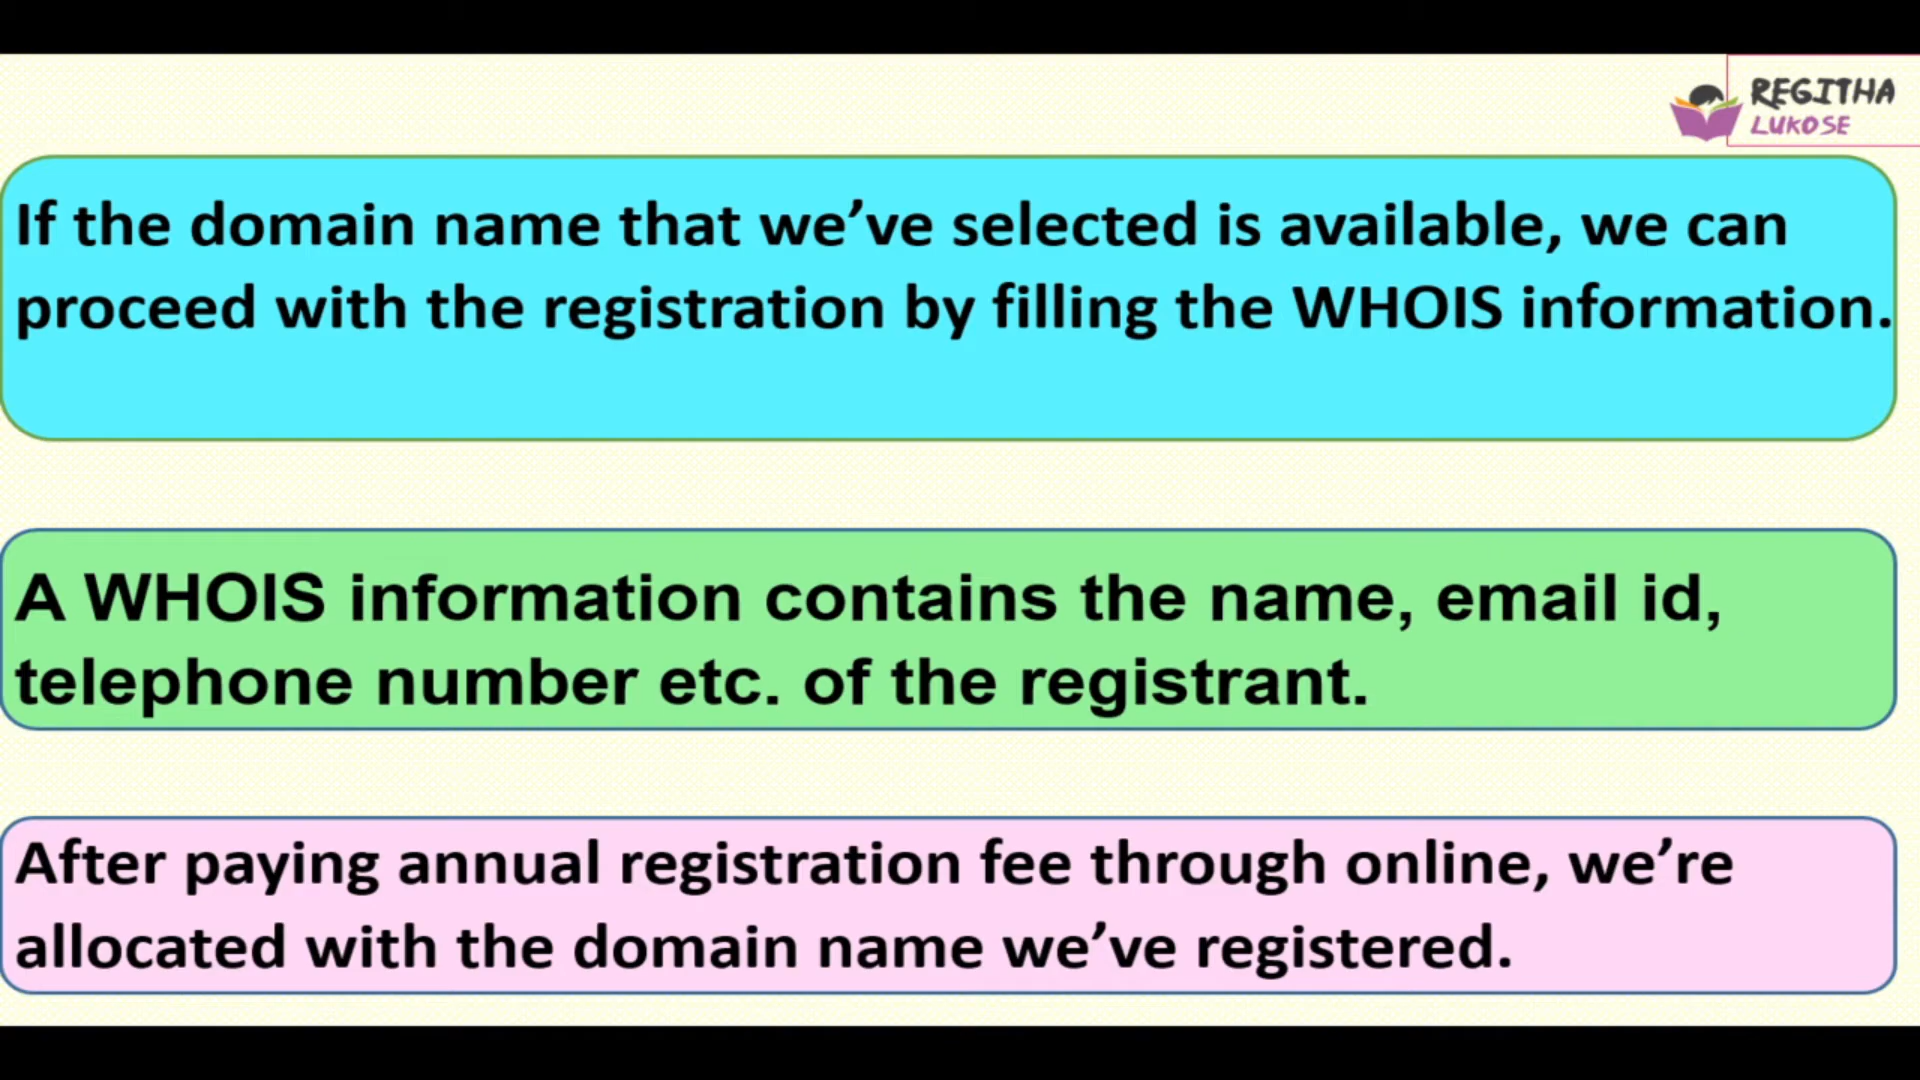 REGITHA
LUKOSE
If the domain name that we’ve selected is available, we can
proceed with the registration by filling the WHOIS information.
A WHOIS information contains the name, email id,
telephone number etc. of the registrant.
After paying annual registration fee through online, we’re
allocated with the domain name we’ve registered.